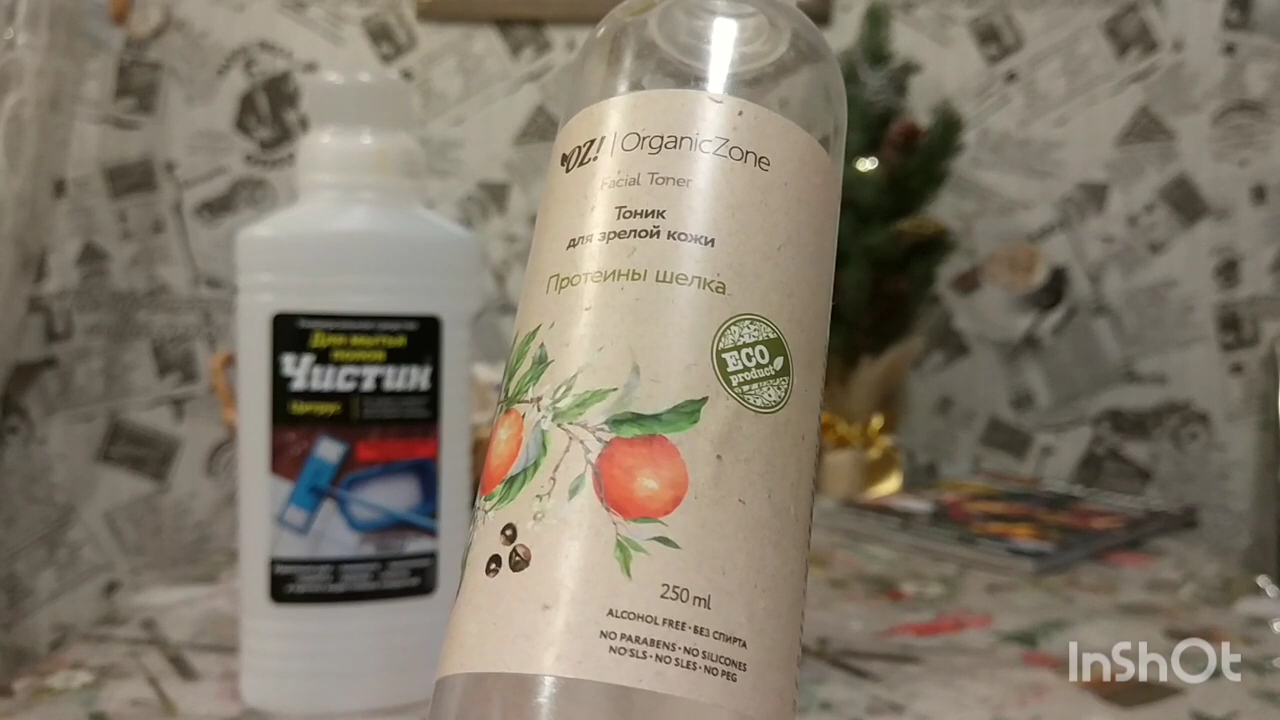 OZ! | OrganicZone
Facial Toner
Тоник
для зрелой кожи
Протеины шелка
ECO
product
250 ml
ALCOHOL FREE • БЕЗ СПИРТА
NO PARABENS • NO SILICONES
NO SLS • NO SLES • NO PEG
Для мытья
полов
Чистин
Цитрус
InShOt